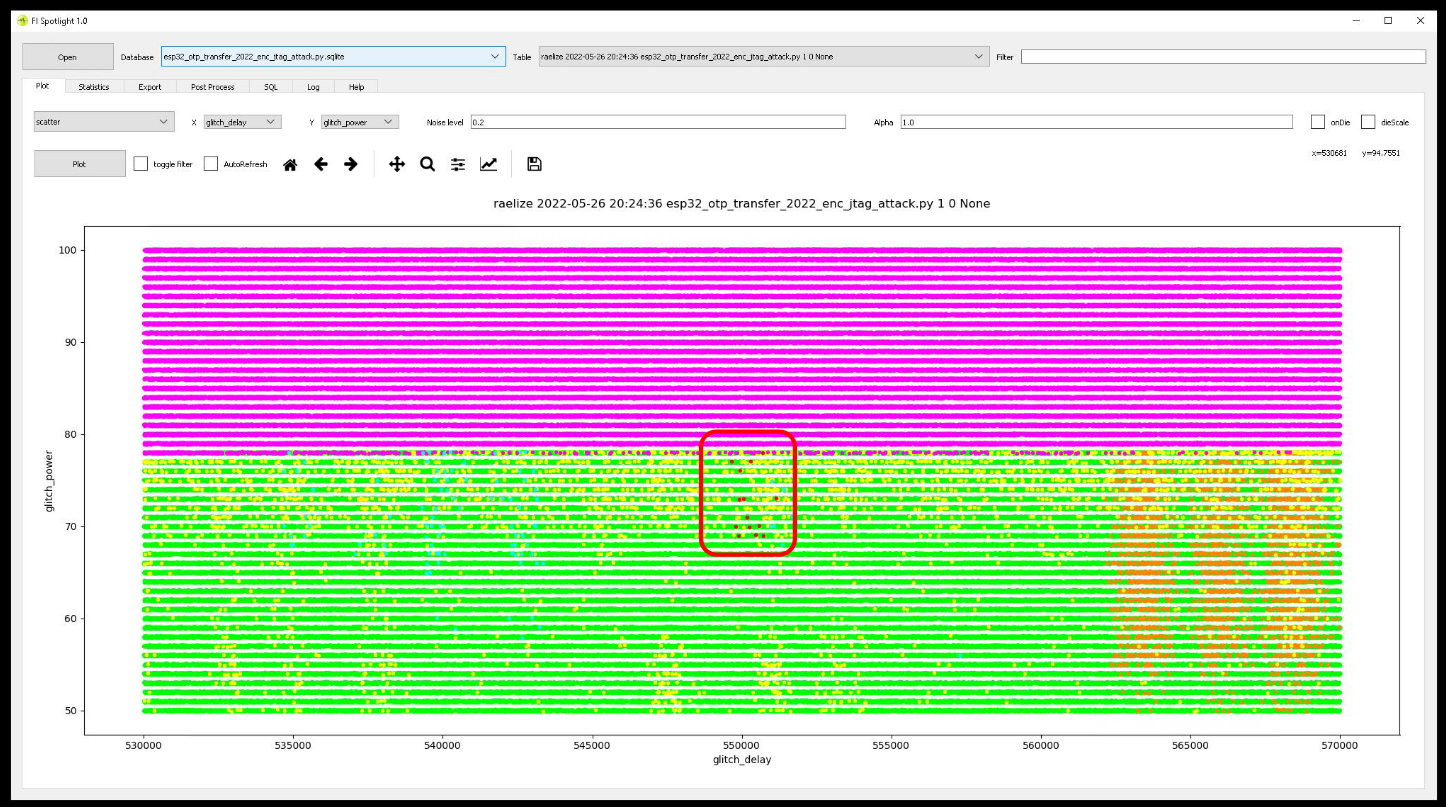 FI Spotlight 1.0
Open Database esp32_otp_transfer_2022_enc_jtag_attack.py.sqlite Table raelize 2022-05-26 20:24:36 esp32_otp_transfer_2022_enc_jtag_attack.py 1 0 None Filter
Plot Statistics Export Post Process SQL Log Help
scatter X glitch_delay Y glitch_power Noise level 0.2 Alpha 1.0 onDie dieScale
Plot toggle filter AutoRefresh x=530681 y=94.7551
raelize 2022-05-26 20:24:36 esp32_otp_transfer_2022_enc_jtag_attack.py 1 0 None
100
90
80
70
60
50
glitch_power
530000 535000 540000 545000 550000 555000 560000 565000 570000
glitch_delay